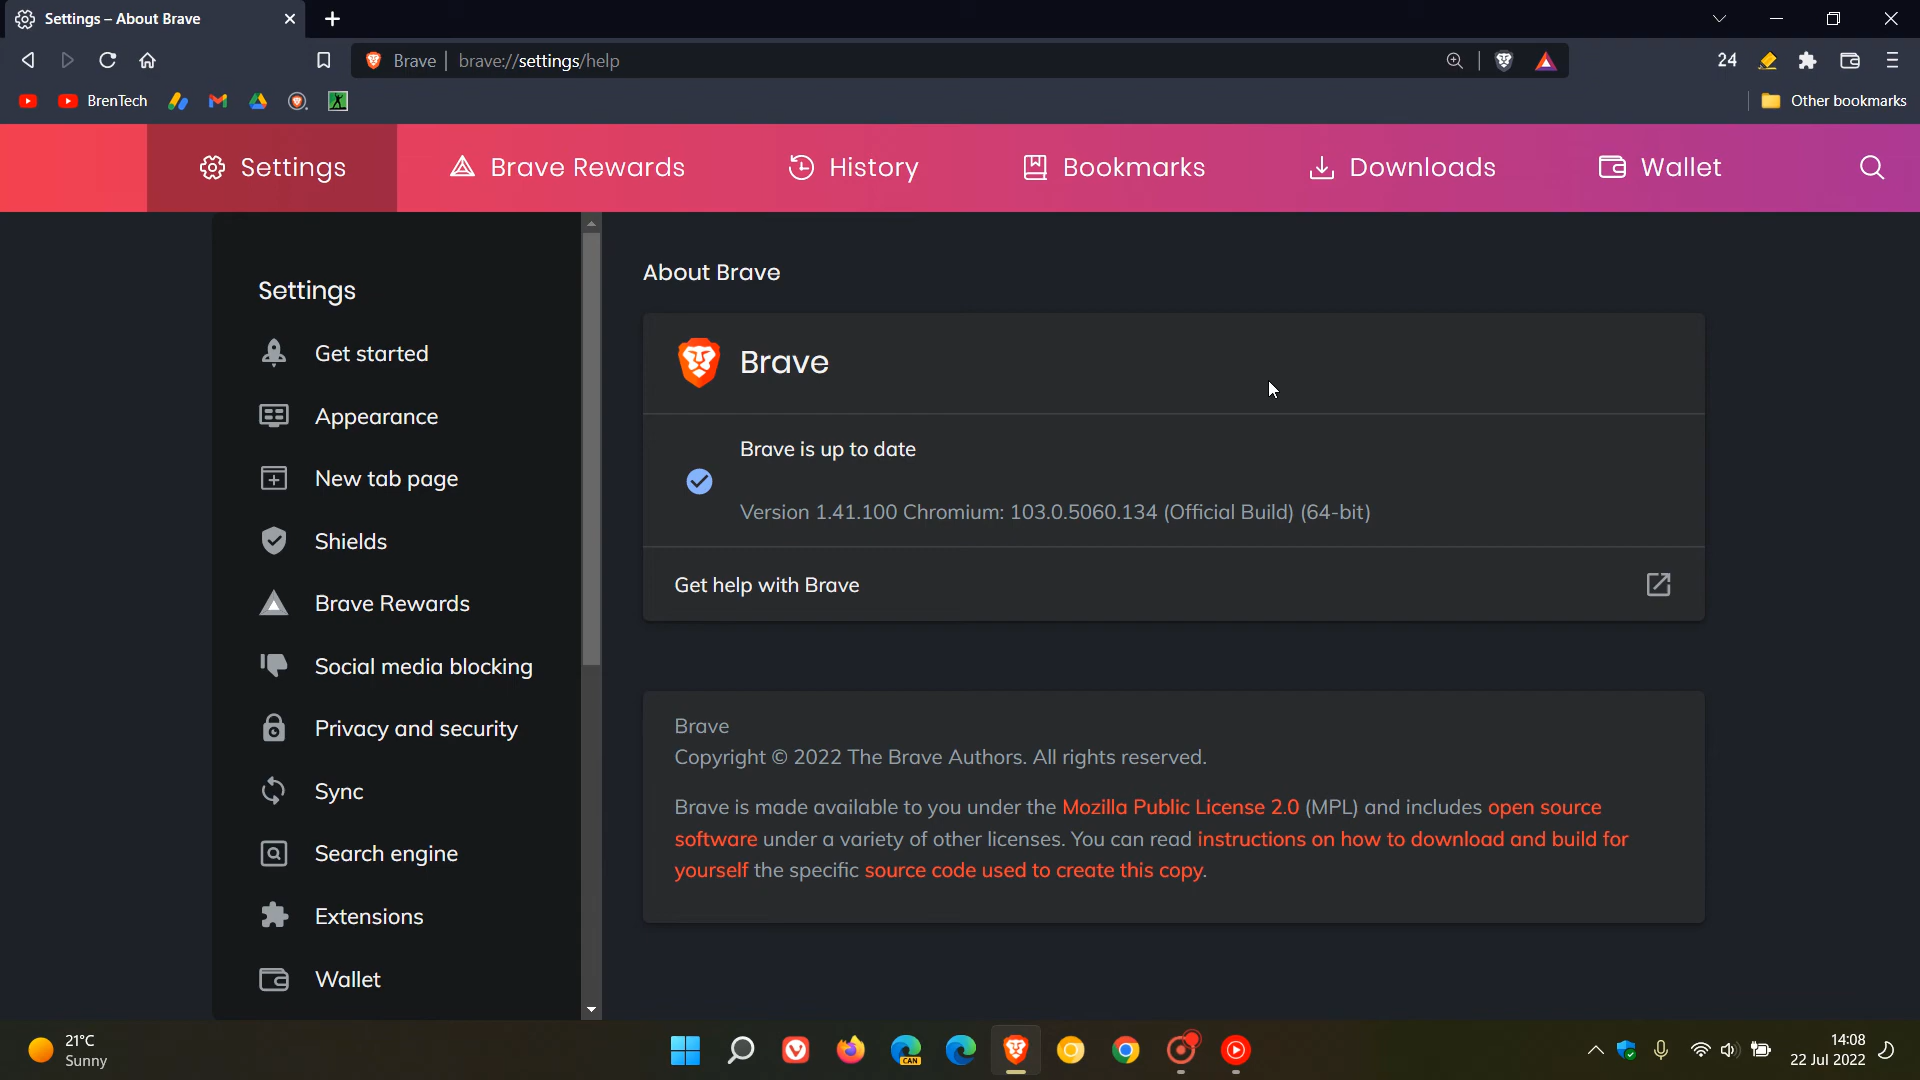 Settings – About Brave
Brave | brave://settings/help
24
BrenTech
Other bookmarks
Settings
Brave Rewards
History
Bookmarks
Downloads
Wallet
Settings
Get started
Appearance
New tab page
Shields
Brave Rewards
Social media blocking
Privacy and security
Sync
Search engine
Extensions
Wallet
About Brave
Brave
Brave is up to date
Version 1.41.100 Chromium: 103.0.5060.134 (Official Build) (64-bit)
Get help with Brave
Brave
Copyright © 2022 The Brave Authors. All rights reserved.
Brave is made available to you under the Mozilla Public License 2.0 (MPL) and includes open source
software under a variety of other licenses. You can read instructions on how to download and build for
yourself the specific source code used to create this copy.
21°C
Sunny
CAN
14:08
22 Jul 2022